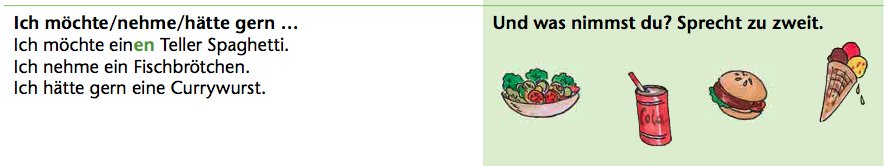 Ich möchte/nehme/hätte gern …
Ich möchte einen Teller Spaghetti.
Ich nehme ein Fischbrötchen.
Ich hätte gern eine Currywurst.
Und was nimmst du? Sprecht zu zweit.
Cola